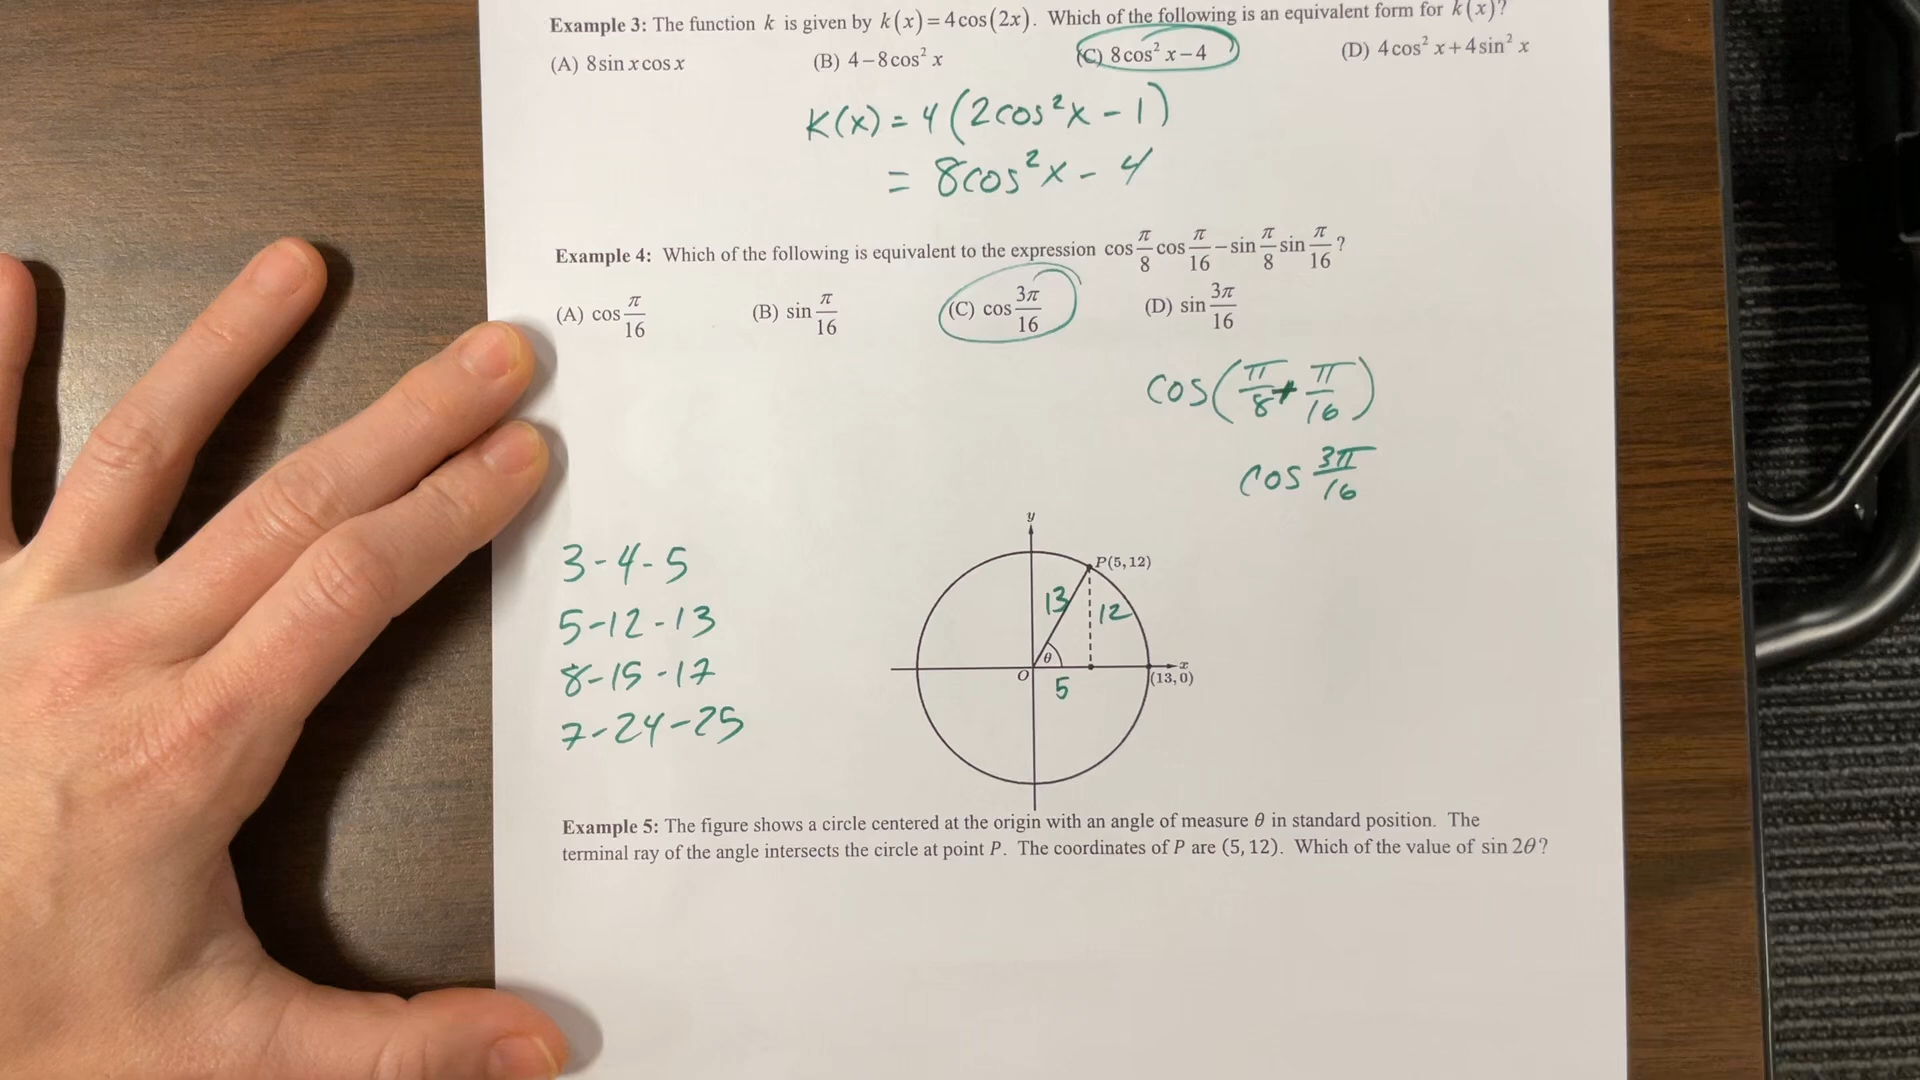 Example 3: The function k is given by k(x) = 4cos(2x). Which of the following is an equivalent form for k(x)?
(A) 8 sin x cos x (B) 4 − 8cos² x (C) 8cos² x − 4 (D) 4cos² x + 4sin² x
K(x) = 4(2cos²x − 1)
= 8cos²x − 4
Example 4: Which of the following is equivalent to the expression cos π/8 cos π/16 − sin π/8 sin π/16 ?
(A) cos π/16 (B) sin π/16 (C) cos 3π/16 (D) sin 3π/16
cos(π/8 + π/16)
cos 3π/16
3-4-5
5-12-13
8-15-17
7-24-25
y
P(5, 12)
13
12
θ
x
O
5
(13, 0)
Example 5: The figure shows a circle centered at the origin with an angle of measure θ in standard position. The
terminal ray of the angle intersects the circle at point P. The coordinates of P are (5, 12). Which of the value of sin 2θ?